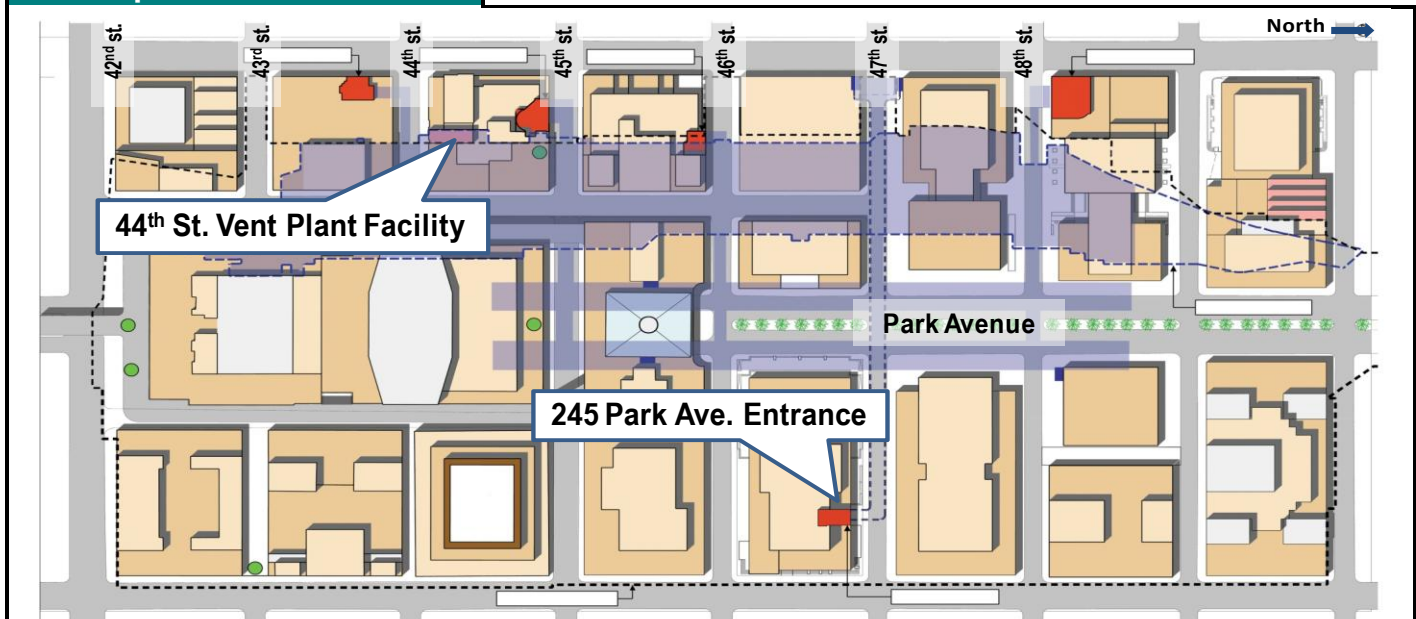 North
42nd st.
43rd st.
44th st.
45th st.
46th st.
47th st.
48th st.
44th St. Vent Plant Facility
Park Avenue
245 Park Ave. Entrance